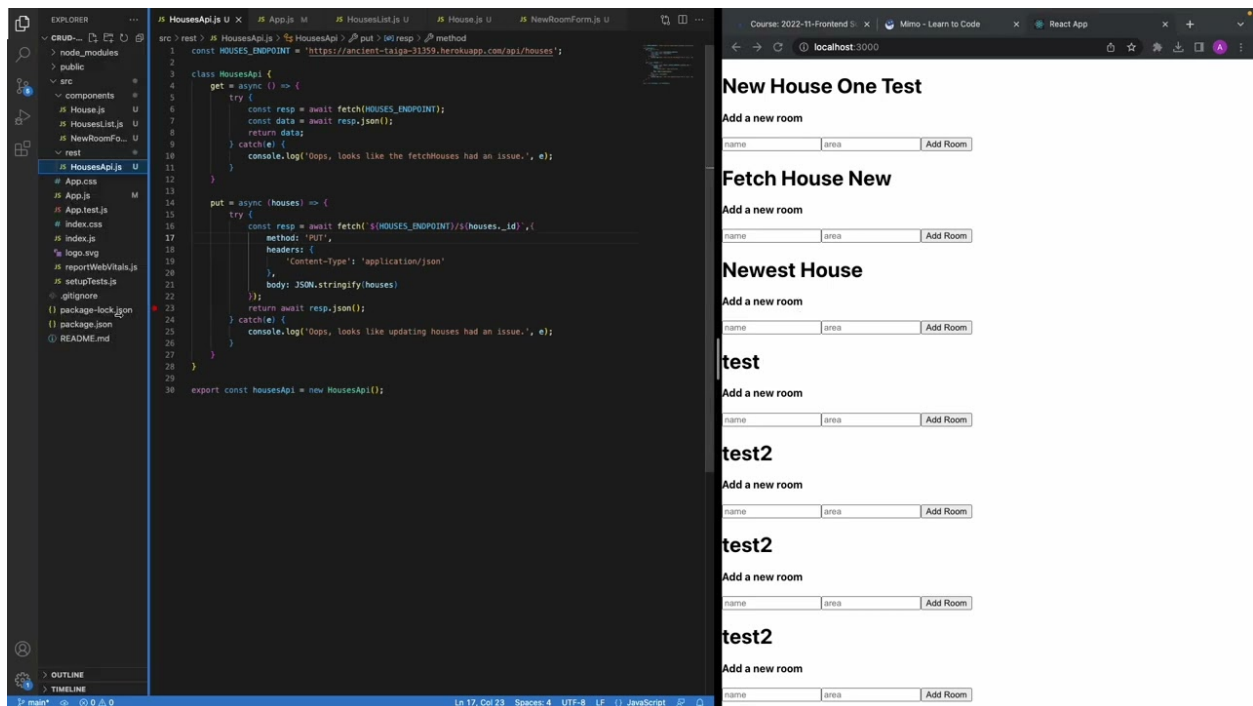 EXPLORER
CRUD-...
node_modules
public
src
components
JS House.js U
JS HousesList.js U
JS NewRoomFo... U
rest
JS HousesApi.js U
# App.css
JS App.js M
JS App.test.js
# index.css
JS index.js
logo.svg
JS reportWebVitals.js
JS setupTests.js
.gitignore
{} package-lock.json
{} package.json
README.md
OUTLINE
TIMELINE
JS HousesApi.js U × JS App.js M JS HousesList.js U JS House.js U JS NewRoomForm.js U ...
src > rest > JS HousesApi.js > HousesApi > put > resp > method
1 const HOUSES_ENDPOINT = 'https://ancient-taiga-31359.herokuapp.com/api/houses';
2
3 class HousesApi {
4 get = async () => {
5 try {
6 const resp = await fetch(HOUSES_ENDPOINT);
7 const data = await resp.json();
8 return data;
9 } catch(e) {
10 console.log('Oops, looks like the fetchHouses had an issue.', e);
11 }
12 }
13
14 put = async (houses) => {
15 try {
16 const resp = await fetch(`${HOUSES_ENDPOINT}/${houses._id}`,{
17 method: 'PUT',
18 headers: {
19 'Content-Type': 'application/json'
20 },
21 body: JSON.stringify(houses)
22 });
23 return await resp.json();
24 } catch(e) {
25 console.log('Oops, looks like updating houses had an issue.', e);
26 }
27 }
28 }
29
30 export const housesApi = new HousesApi();
main* 0 0 Ln 17, Col 23 Spaces: 4 UTF-8 LF {} JavaScript
Course: 2022-11-Frontend × Mimo - Learn to Code × React App × +
localhost:3000 A
New House One Test
Add a new room
name area Add Room
Fetch House New
Add a new room
name area Add Room
Newest House
Add a new room
name area Add Room
test
Add a new room
name area Add Room
test2
Add a new room
name area Add Room
test2
Add a new room
name area Add Room
test2
Add a new room
name area Add Room